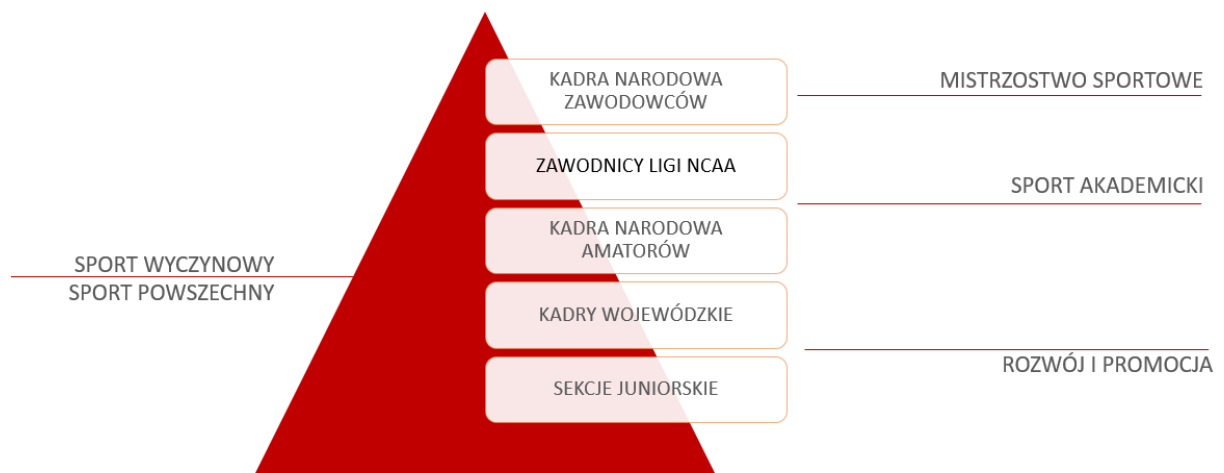 KADRA NARODOWA
ZAWODOWCÓW
MISTRZOSTWO SPORTOWE
ZAWODNICY LIGI NCAA
SPORT AKADEMICKI
KADRA NARODOWA
AMATORÓW
SPORT WYCZYNOWY
SPORT POWSZECHNY
KADRY WOJEWÓDZKIE
ROZWÓJ I PROMOCJA
SEKCJE JUNIORSKIE